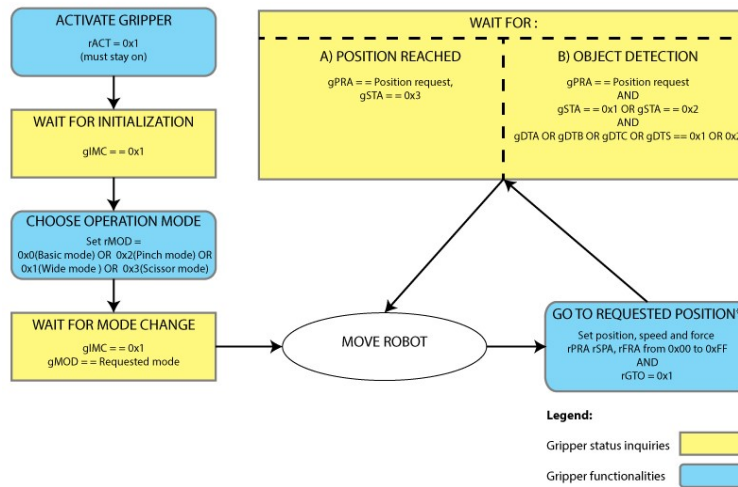 ACTIVATE GRIPPER
rACT = 0x1
(must stay on)
WAIT FOR INITIALIZATION
gIMC = = 0x1
CHOOSE OPERATION MODE
Set rMOD =
0x0(Basic mode) OR 0x2(Pinch mode) OR
0x1(Wide mode ) OR 0x3(Scissor mode)
WAIT FOR MODE CHANGE
gIMC = = 0x1
gMOD = = Requested mode
MOVE ROBOT
WAIT FOR :
A) POSITION REACHED
gPRA = = Position request,
gSTA = = 0x3
B) OBJECT DETECTION
gPRA = = Position request
AND
gSTA = = 0x1 OR gSTA = = 0x2
AND
gDTA OR gDTB OR gDTC OR gDTS = = 0x1 OR 0x2
GO TO REQUESTED POSITION*
Set position, speed and force
rPRA rSPA, rFRA from 0x00 to 0xFF
AND
rGTO = 0x1
Legend:
Gripper status inquiries
Gripper functionalities